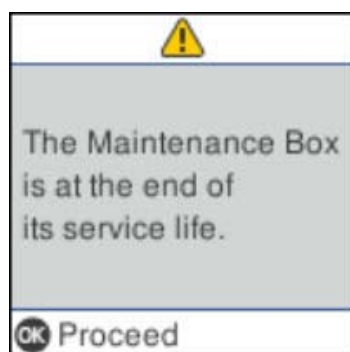 The Maintenance Box
is at the end of
its service life.
OK Proceed